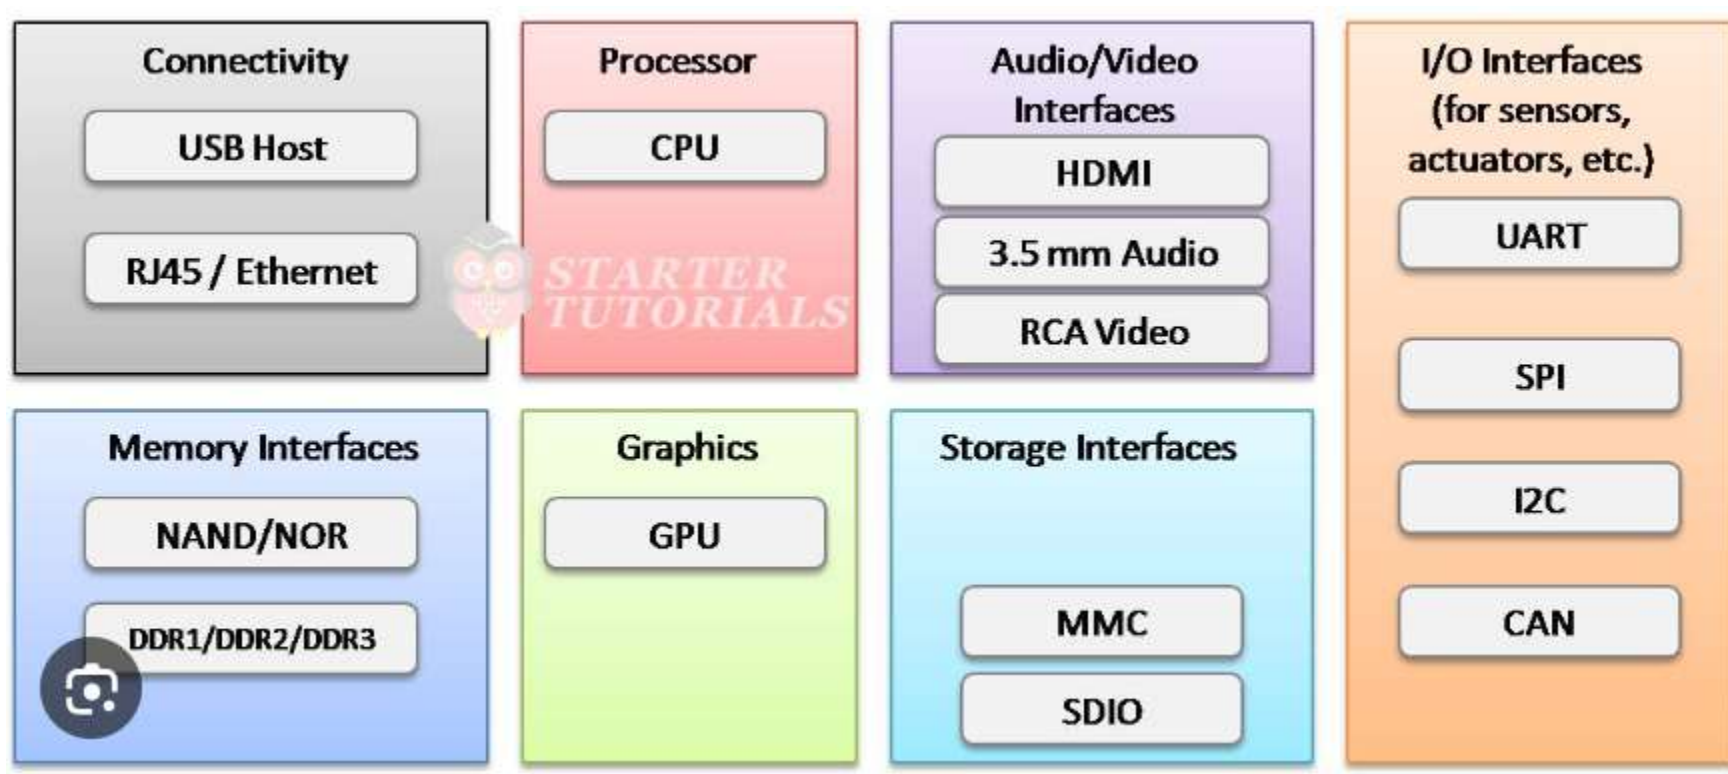 Connectivity
USB Host
RJ45 / Ethernet
Processor
CPU
Audio/Video
Interfaces
HDMI
3.5 mm Audio
RCA Video
I/O Interfaces
(for sensors,
actuators, etc.)
UART
SPI
I2C
CAN
Memory Interfaces
NAND/NOR
DDR1/DDR2/DDR3
Graphics
GPU
Storage Interfaces
MMC
SDIO
STARTER
TUTORIALS